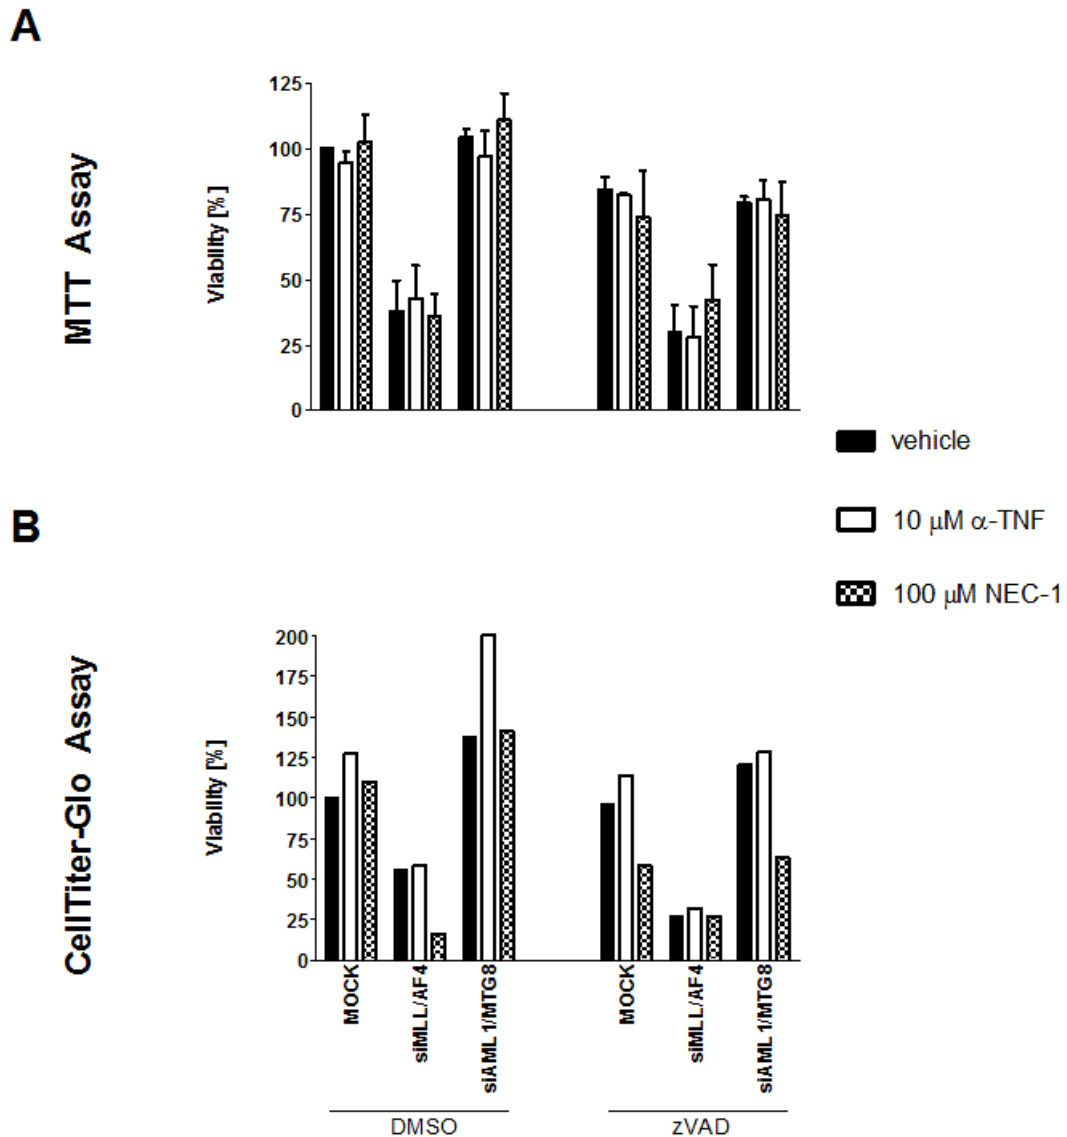 A
MTT Assay
Viability [%]
125
100
75
50
25
0
vehicle
10 μM α-TNF
100 μM NEC-1
B
CellTiter-Glo Assay
Viability [%]
200
175
150
125
100
75
50
25
0
MOCK
siMLL/AF4
siAML1/MTG8
MOCK
siMLL/AF4
siAML1/MTG8
DMSO
zVAD